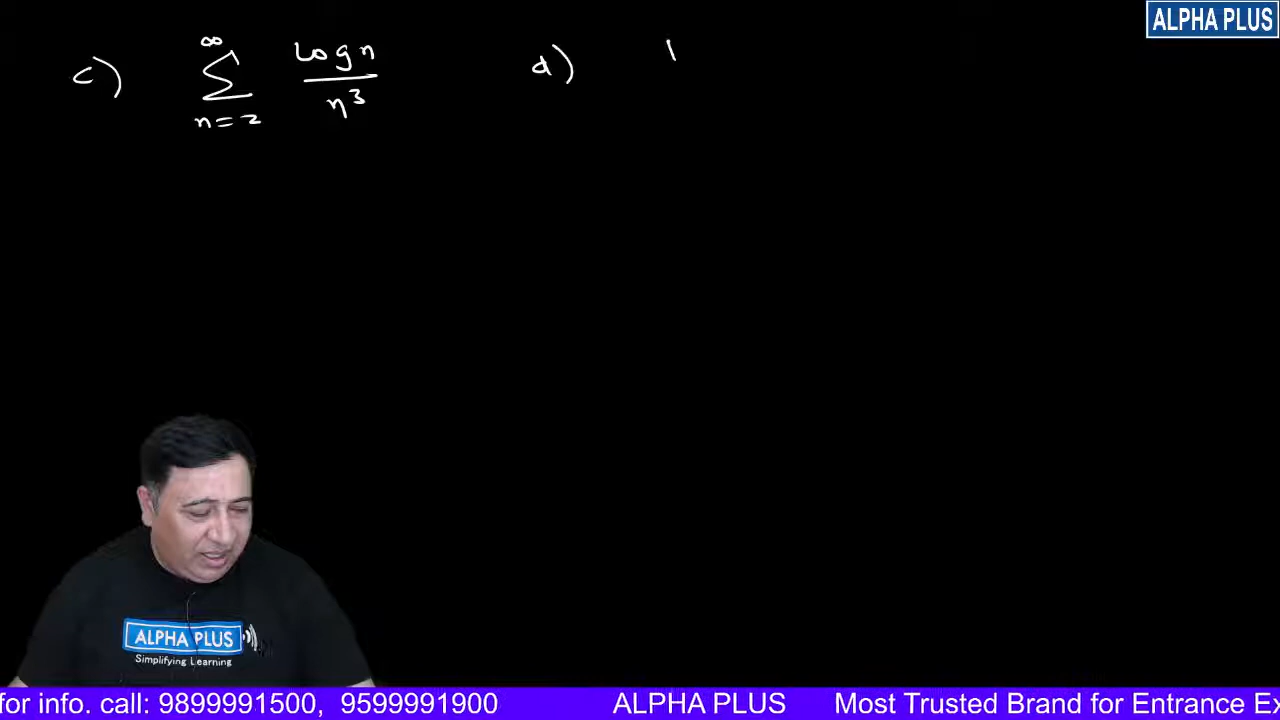 ALPHA PLUS
c) ∞ ∑ n=2 log n / n³ d) 1
ALPHA PLUS
Simplifying Learning
for info. call: 9899991500, 9599991900 ALPHA PLUS Most Trusted Brand for Entrance Ex